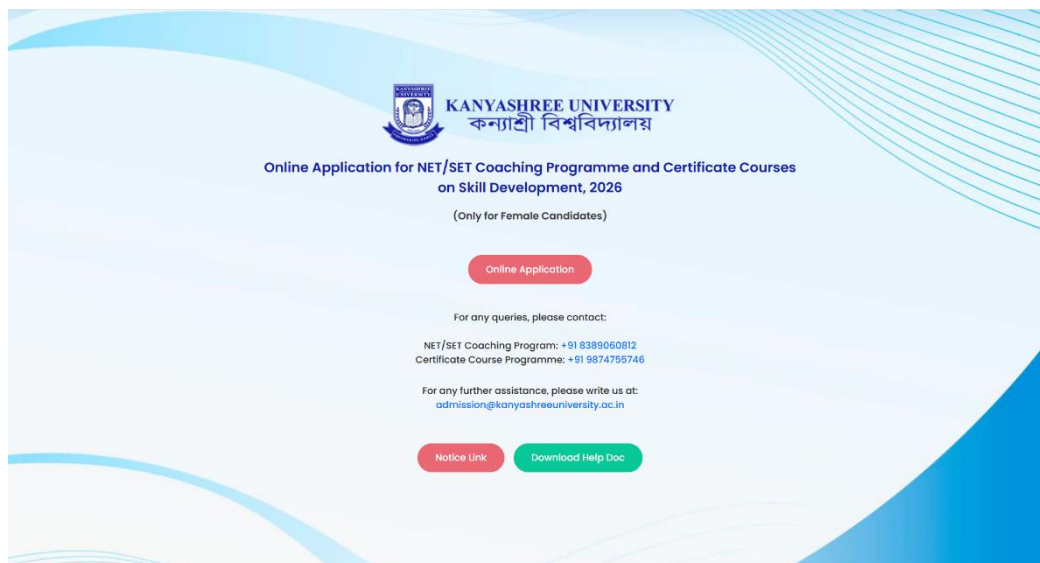 KANYASHREE
UNIVERSITY
KANYASHREE UNIVERSITY
কন্যাশ্রী বিশ্ববিদ্যালয়
Online Application for NET/SET Coaching Programme and Certificate Courses
on Skill Development, 2026
(Only for Female Candidates)
Online Application
For any queries, please contact:
NET/SET Coaching Program: +91 8389060812
Certificate Course Programme: +91 9874755746
For any further assistance, please write us at:
admission@kanyashreeuniversity.ac.in
Notice Link Download Help Doc